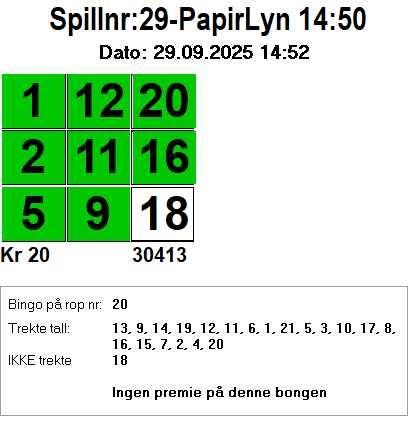 Spillnr:29-PapirLyn 14:50
Dato: 29.09.2025 14:52
1 12 20
2 11 16
5 9 18
Kr 20 30413
Bingo på rop nr: 20
Trekte tall: 13, 9, 14, 19, 12, 11, 6, 1, 21, 5, 3, 10, 17, 8,
16, 15, 7, 2, 4, 20
IKKE trekte 18
Ingen premie på denne bongen